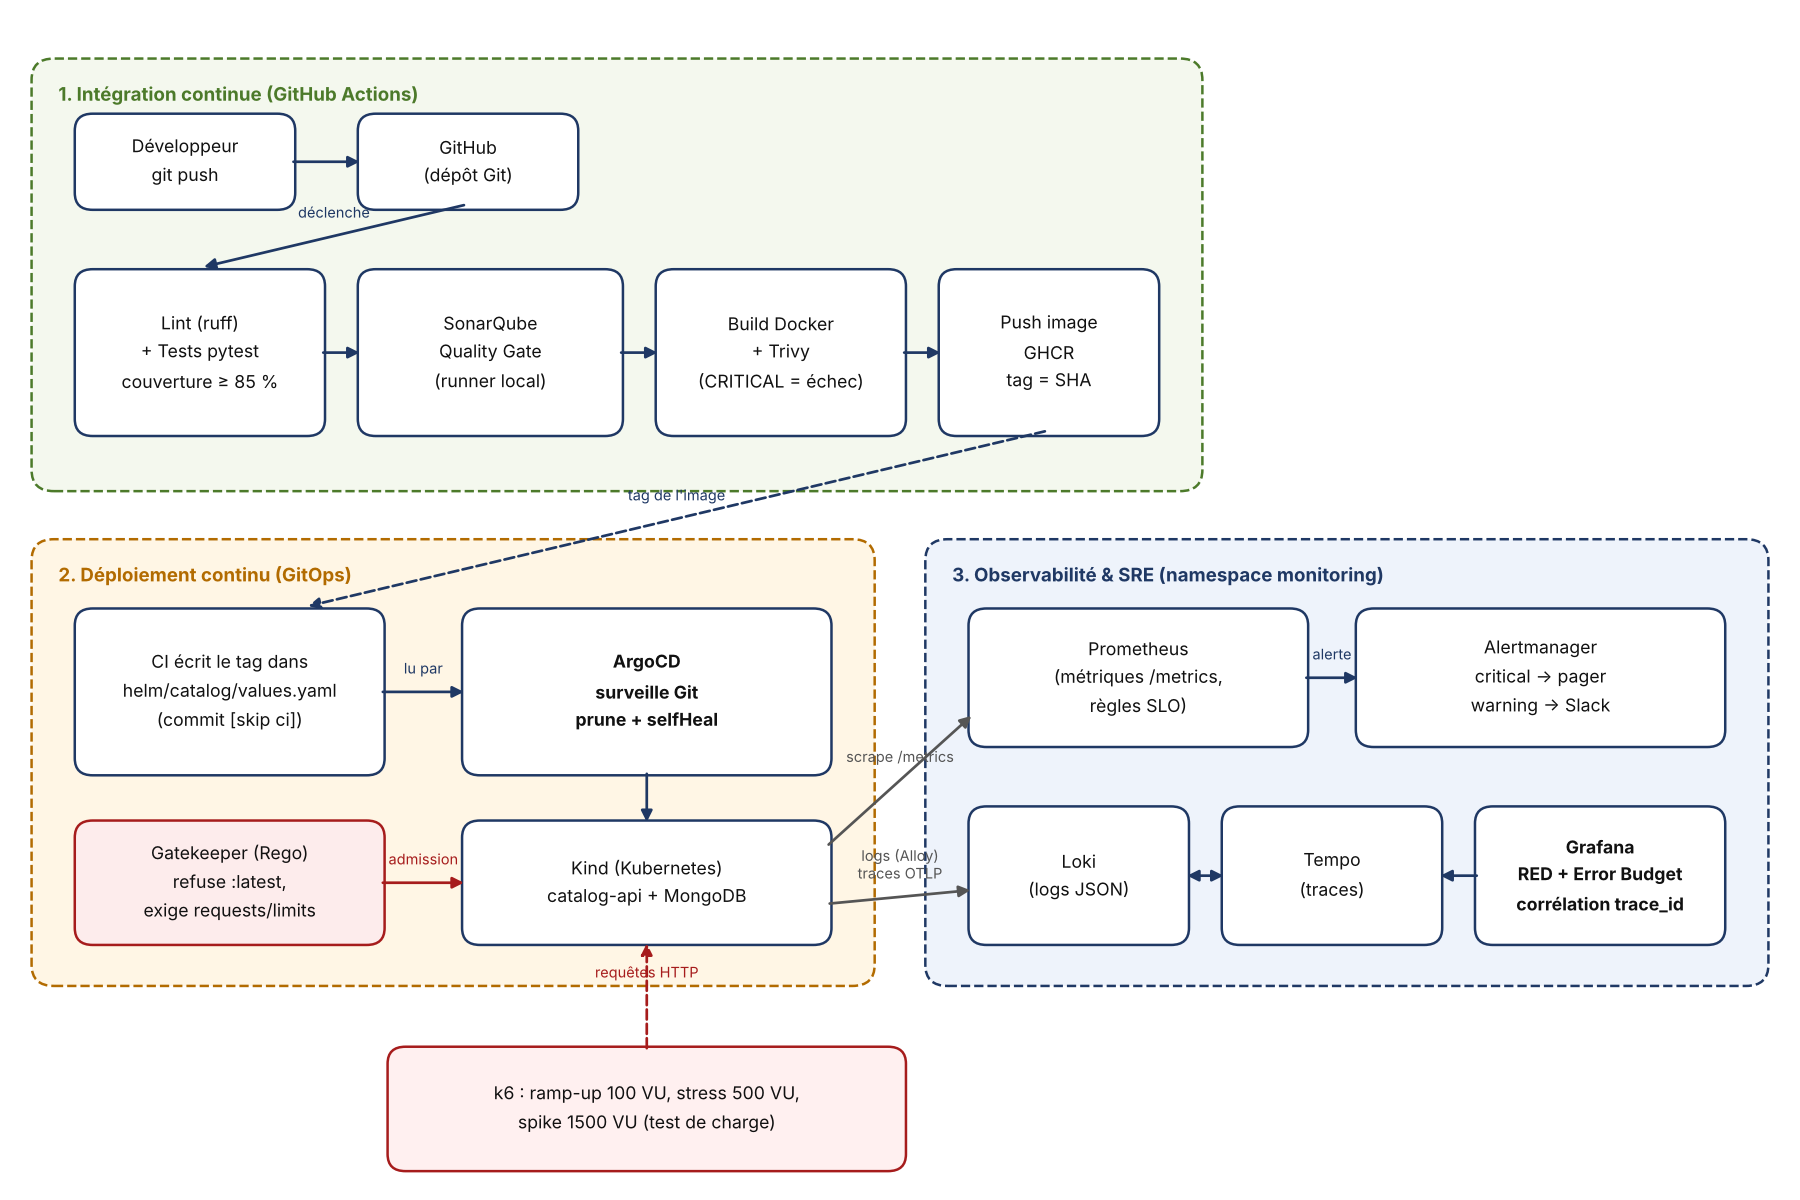 1. Intégration continue (GitHub Actions)
Développeur
git push
GitHub
(dépôt Git)
déclenche
Lint (ruff)
+ Tests pytest
couverture ≥ 85 %
SonarQube
Quality Gate
(runner local)
Build Docker
+ Trivy
(CRITICAL = échec)
Push image
GHCR
tag = SHA
tag de l'image
2. Déploiement continu (GitOps)
CI écrit le tag dans
helm/catalog/values.yaml
(commit [skip ci])
lu par
ArgoCD
surveille Git
prune + selfHeal
Gatekeeper (Rego)
refuse :latest,
exige requests/limits
admission
Kind (Kubernetes)
catalog-api + MongoDB
requêtes HTTP
scrape /metrics
logs (Alloy)
traces OTLP
3. Observabilité & SRE (namespace monitoring)
Prometheus
(métriques /metrics,
règles SLO)
alerte
Alertmanager
critical → pager
warning → Slack
Loki
(logs JSON)
Tempo
(traces)
Grafana
RED + Error Budget
corrélation trace_id
k6 : ramp-up 100 VU, stress 500 VU,
spike 1500 VU (test de charge)